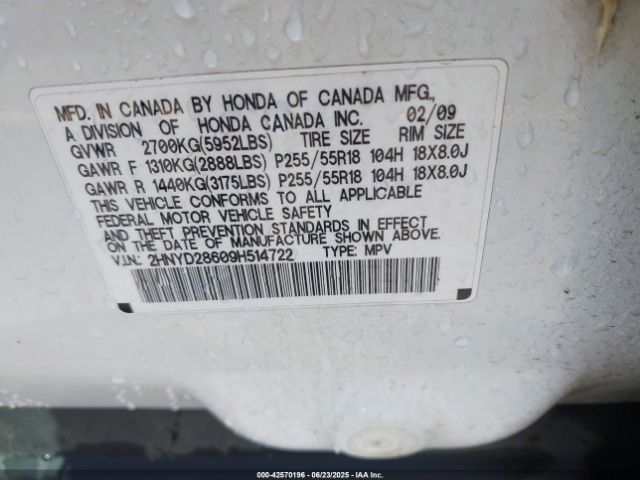 MFD. IN CANADA BY HONDA OF CANADA MFG.,
A DIVISION OF HONDA CANADA INC. 02/09
GVWR 2700KG(5952LBS) TIRE SIZE RIM SIZE
GAWR F 1310KG(2888LBS) P255/55R18 104H 18X8.0J
GAWR R 1440KG(3175LBS) P255/55R18 104H 18X8.0J
THIS VEHICLE CONFORMS TO ALL APPLICABLE
FEDERAL MOTOR VEHICLE SAFETY
AND THEFT PREVENTION STANDARDS IN EFFECT
ON THE DATE OF MANUFACTURE SHOWN ABOVE.
V.I.N: 2HNYD28609H514722 TYPE: MPV
00-42570196 | 06/23/2025 | IAA Inc.